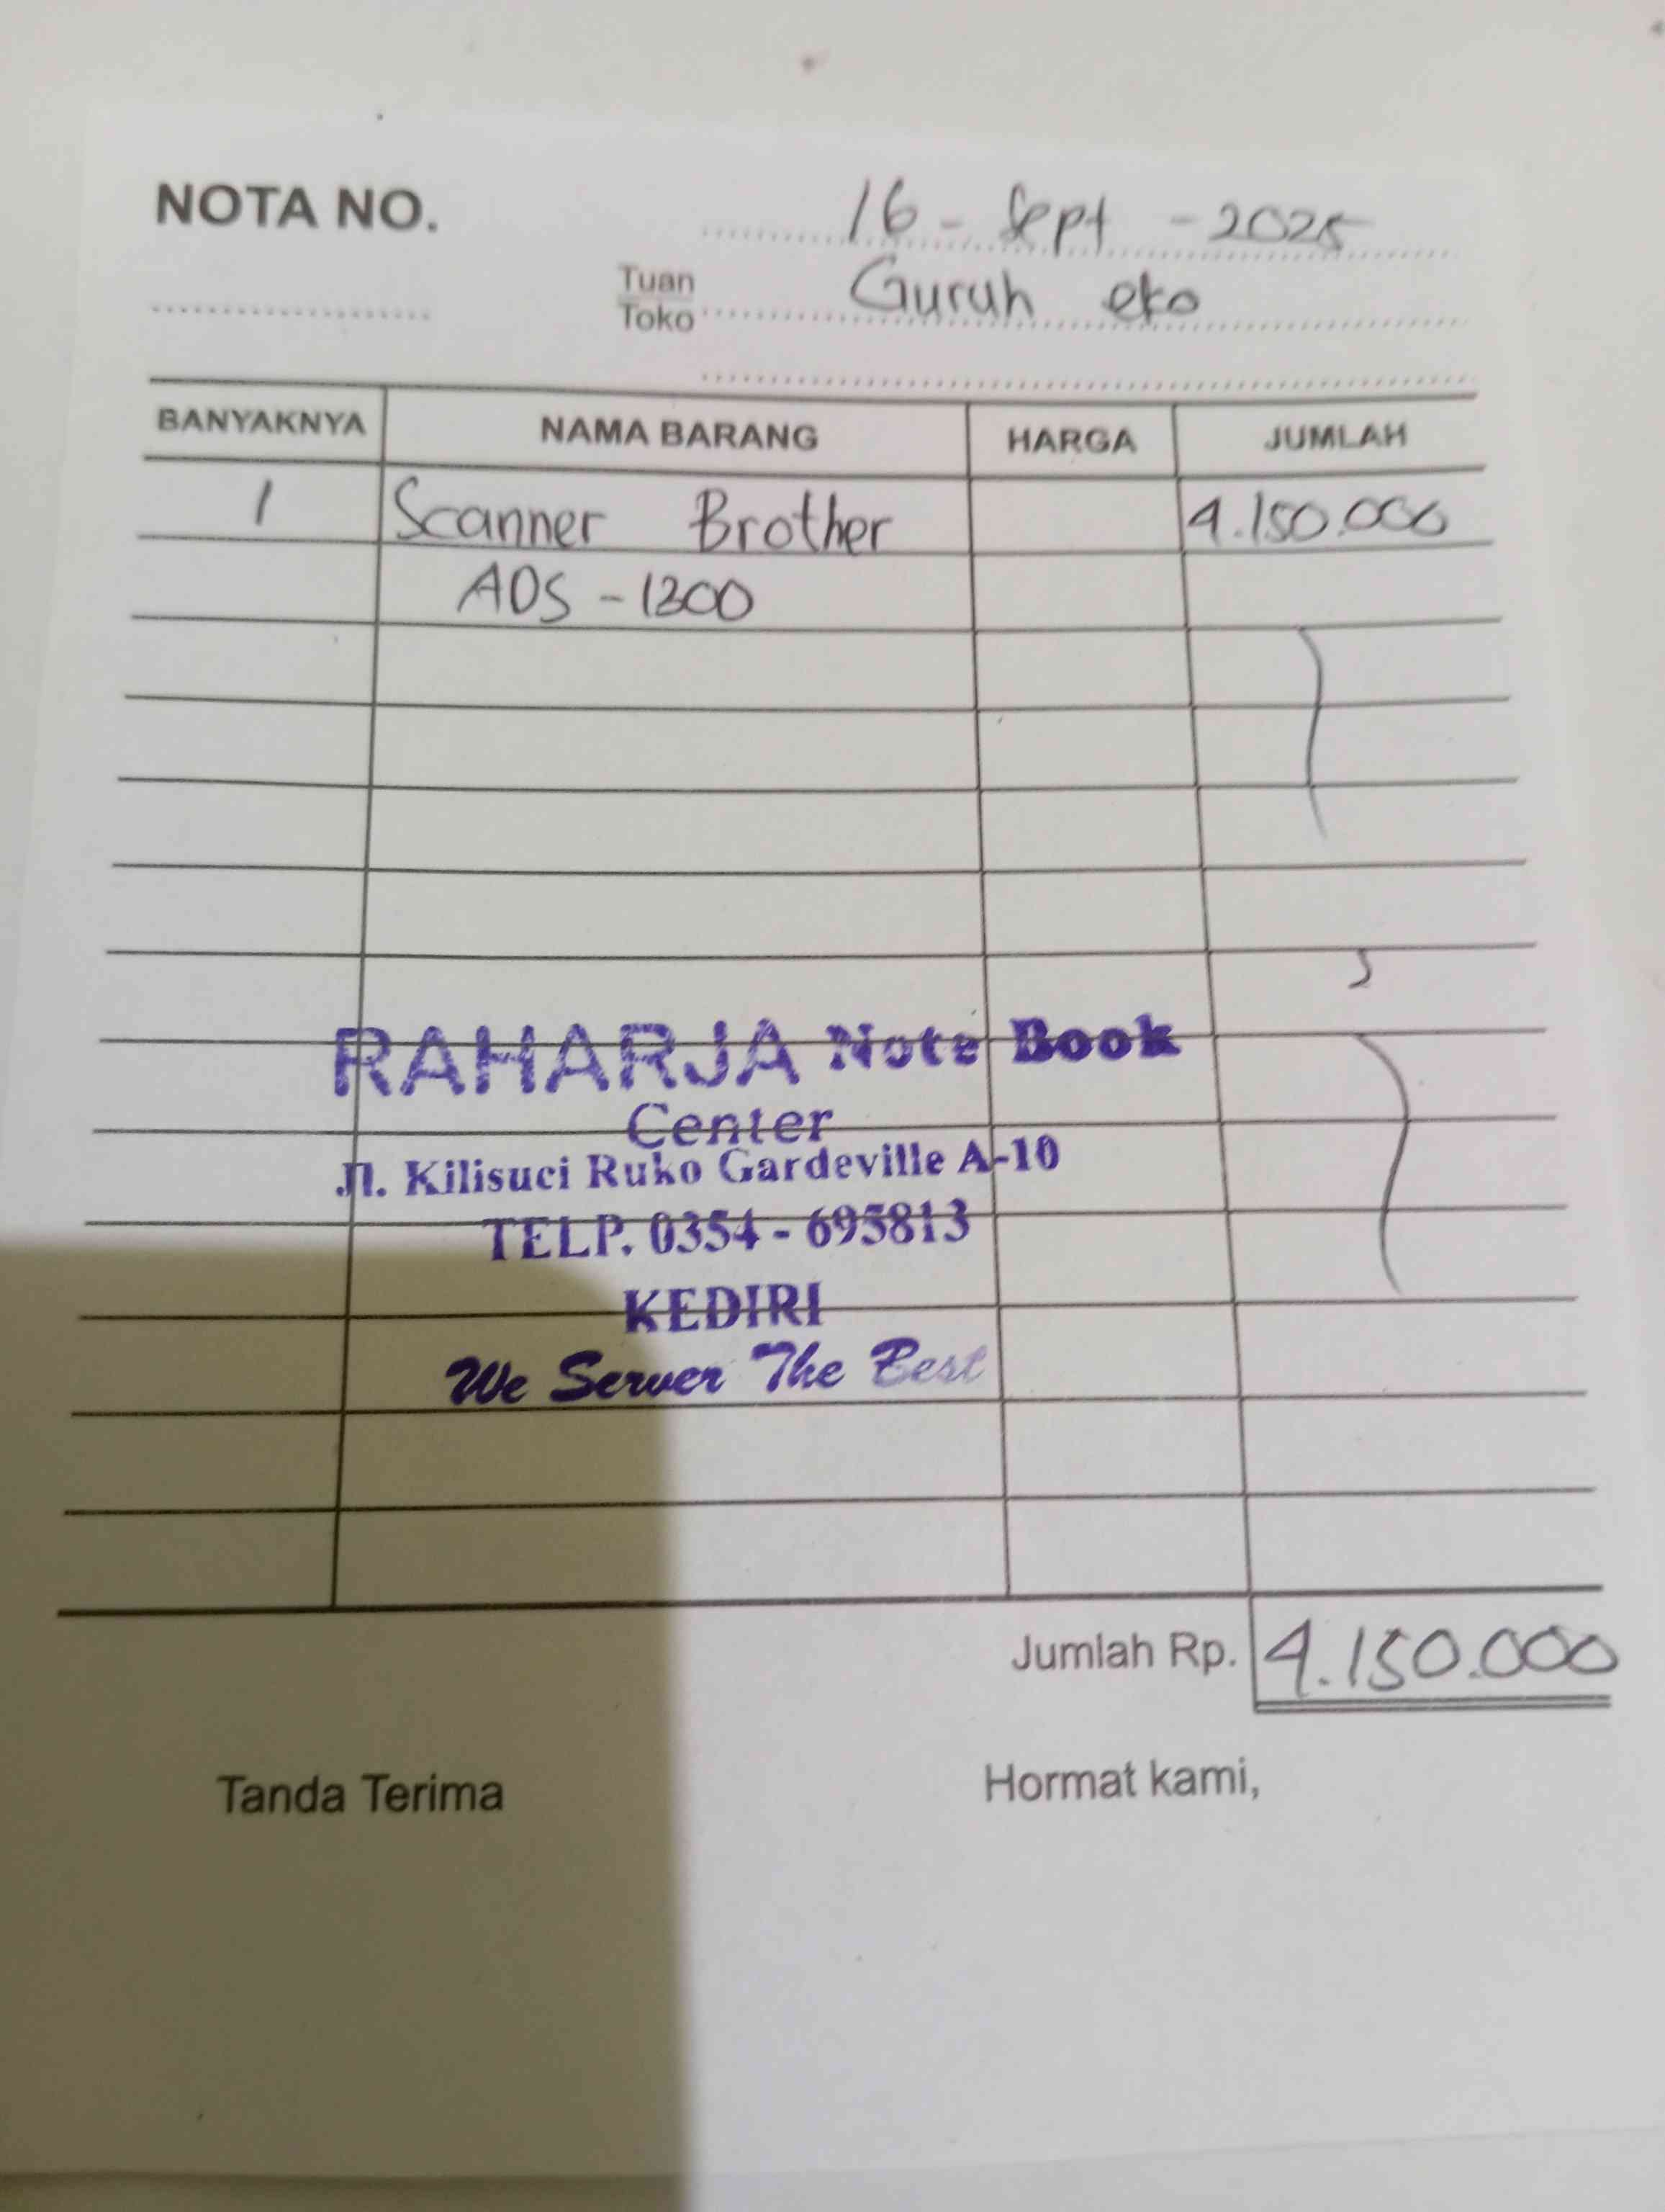 NOTA NO.
16 - Sept - 2025
Tuan
Toko
Guruh eko
BANYAKNYA NAMA BARANG HARGA JUMLAH
1 Scanner Brother 4.150.000
ADS - 1300
RAHARJA Note Book
Center
Jl. Kilisuci Ruko Gardeville A-10
TELP. 0354 - 695813
KEDIRI
We Server The Best
Jumlah Rp. 4.150.000
Tanda Terima Hormat kami,